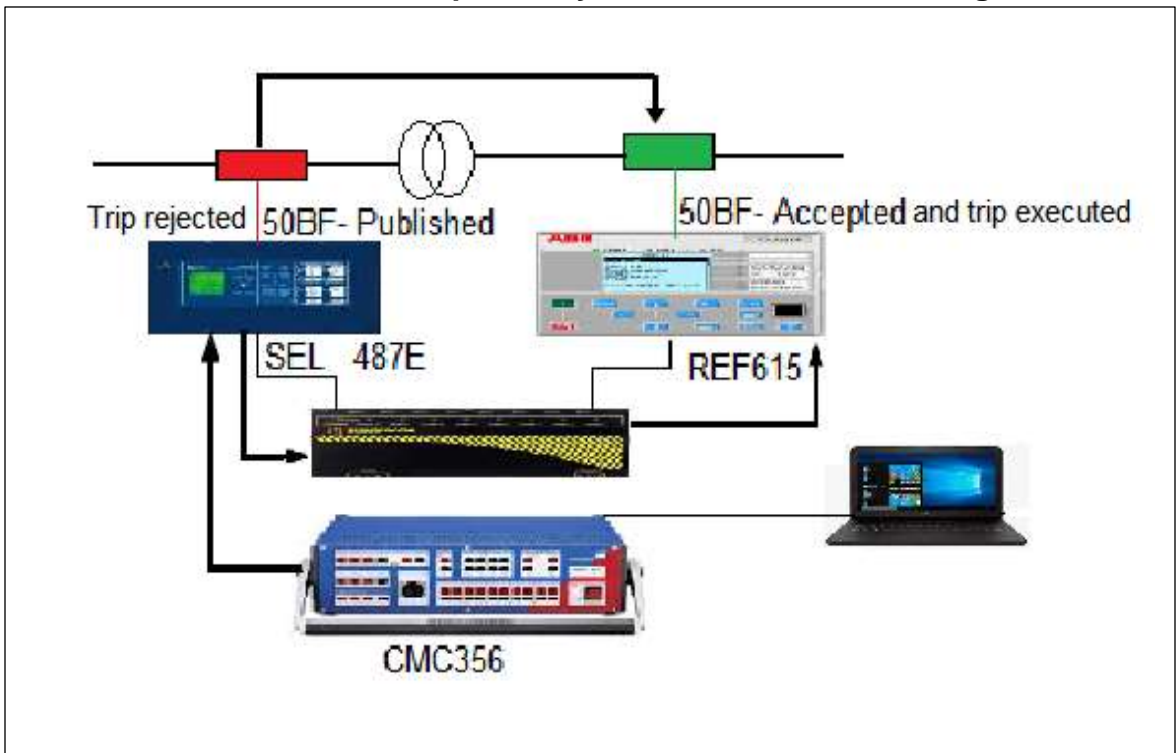 Trip rejected
50BF- Published
50BF- Accepted and trip executed
SEL 487E
REF615
CMC356